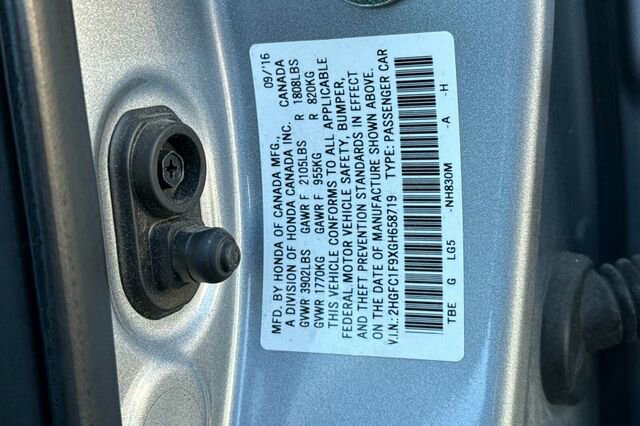 MFD. BY HONDA OF CANADA MFG., 09/'16
A DIVISION OF HONDA CANADA INC. CANADA
GVWR 3902LBS GAWR F 2105LBS R 1808LBS
GVWR 1770KG GAWR F 955KG R 820KG
THIS VEHICLE CONFORMS TO ALL APPLICABLE
FEDERAL MOTOR VEHICLE SAFETY, BUMPER,
AND THEFT PREVENTION STANDARDS IN EFFECT
ON THE DATE OF MANUFACTURE SHOWN ABOVE.
V.I.N.: 2HGFC1F9XGH658719 TYPE: PASSENGER CAR
TBE G LG5 -NH830M -A -H